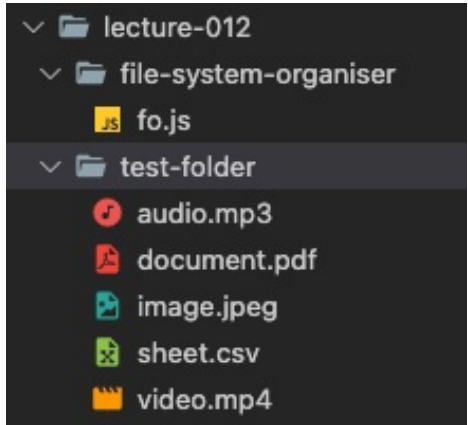 lecture-012
file-system-organiser
JS fo.js
test-folder
audio.mp3
document.pdf
image.jpeg
sheet.csv
video.mp4